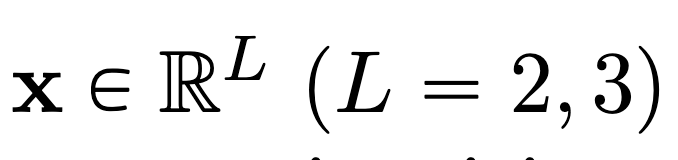 𝐱 ∈ ℝ^L (L = 2, 3)